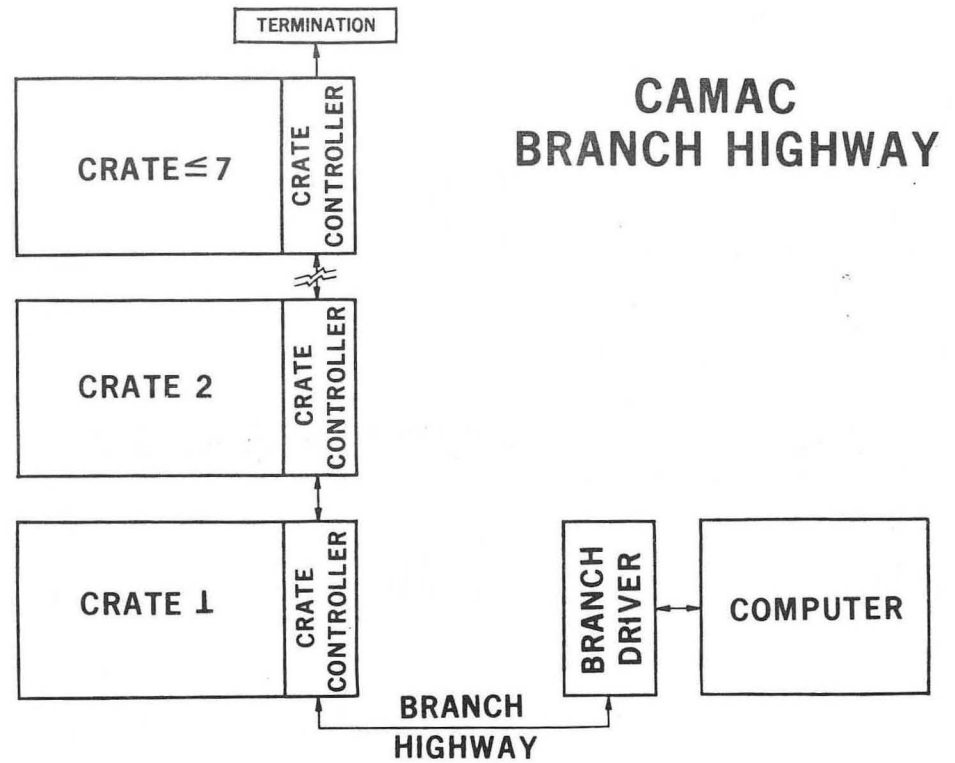 TERMINATION
CAMAC
BRANCH HIGHWAY
CRATE ≦ 7
CRATE
CONTROLLER
CRATE 2
CRATE
CONTROLLER
CRATE 1
CRATE
CONTROLLER
BRANCH
DRIVER
COMPUTER
BRANCH
HIGHWAY